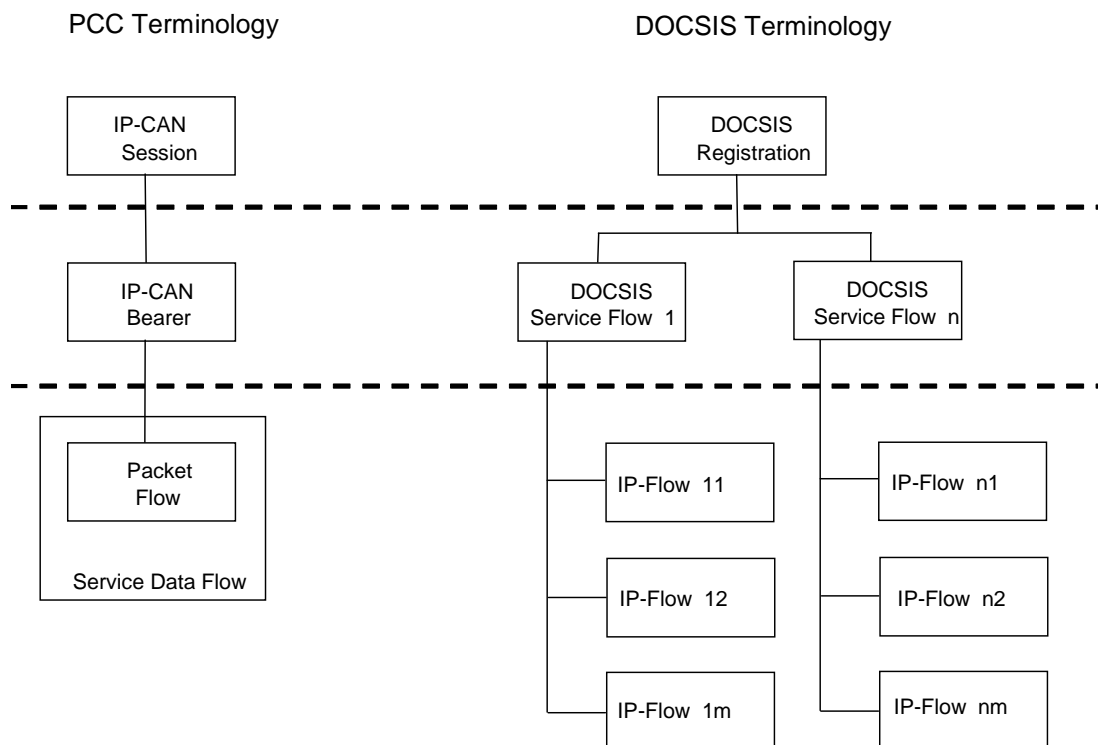 PCC Terminology
DOCSIS Terminology
IP-CAN
Session
DOCSIS
Registration
IP-CAN
Bearer
DOCSIS
Service Flow 1
DOCSIS
Service Flow n
Packet
Flow
Service Data Flow
IP-Flow 11
IP-Flow n1
IP-Flow 12
IP-Flow n2
IP-Flow 1m
IP-Flow nm